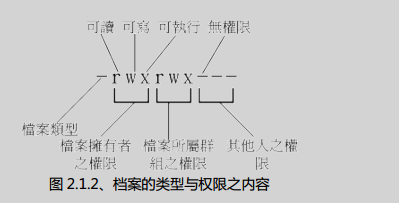 可讀 可寫 可執行 無權限
-rwxrwx---
檔案類型
檔案擁有者之權限
檔案所屬群組之權限
其他人之權限
图 2.1.2、档案的类型与权限之内容